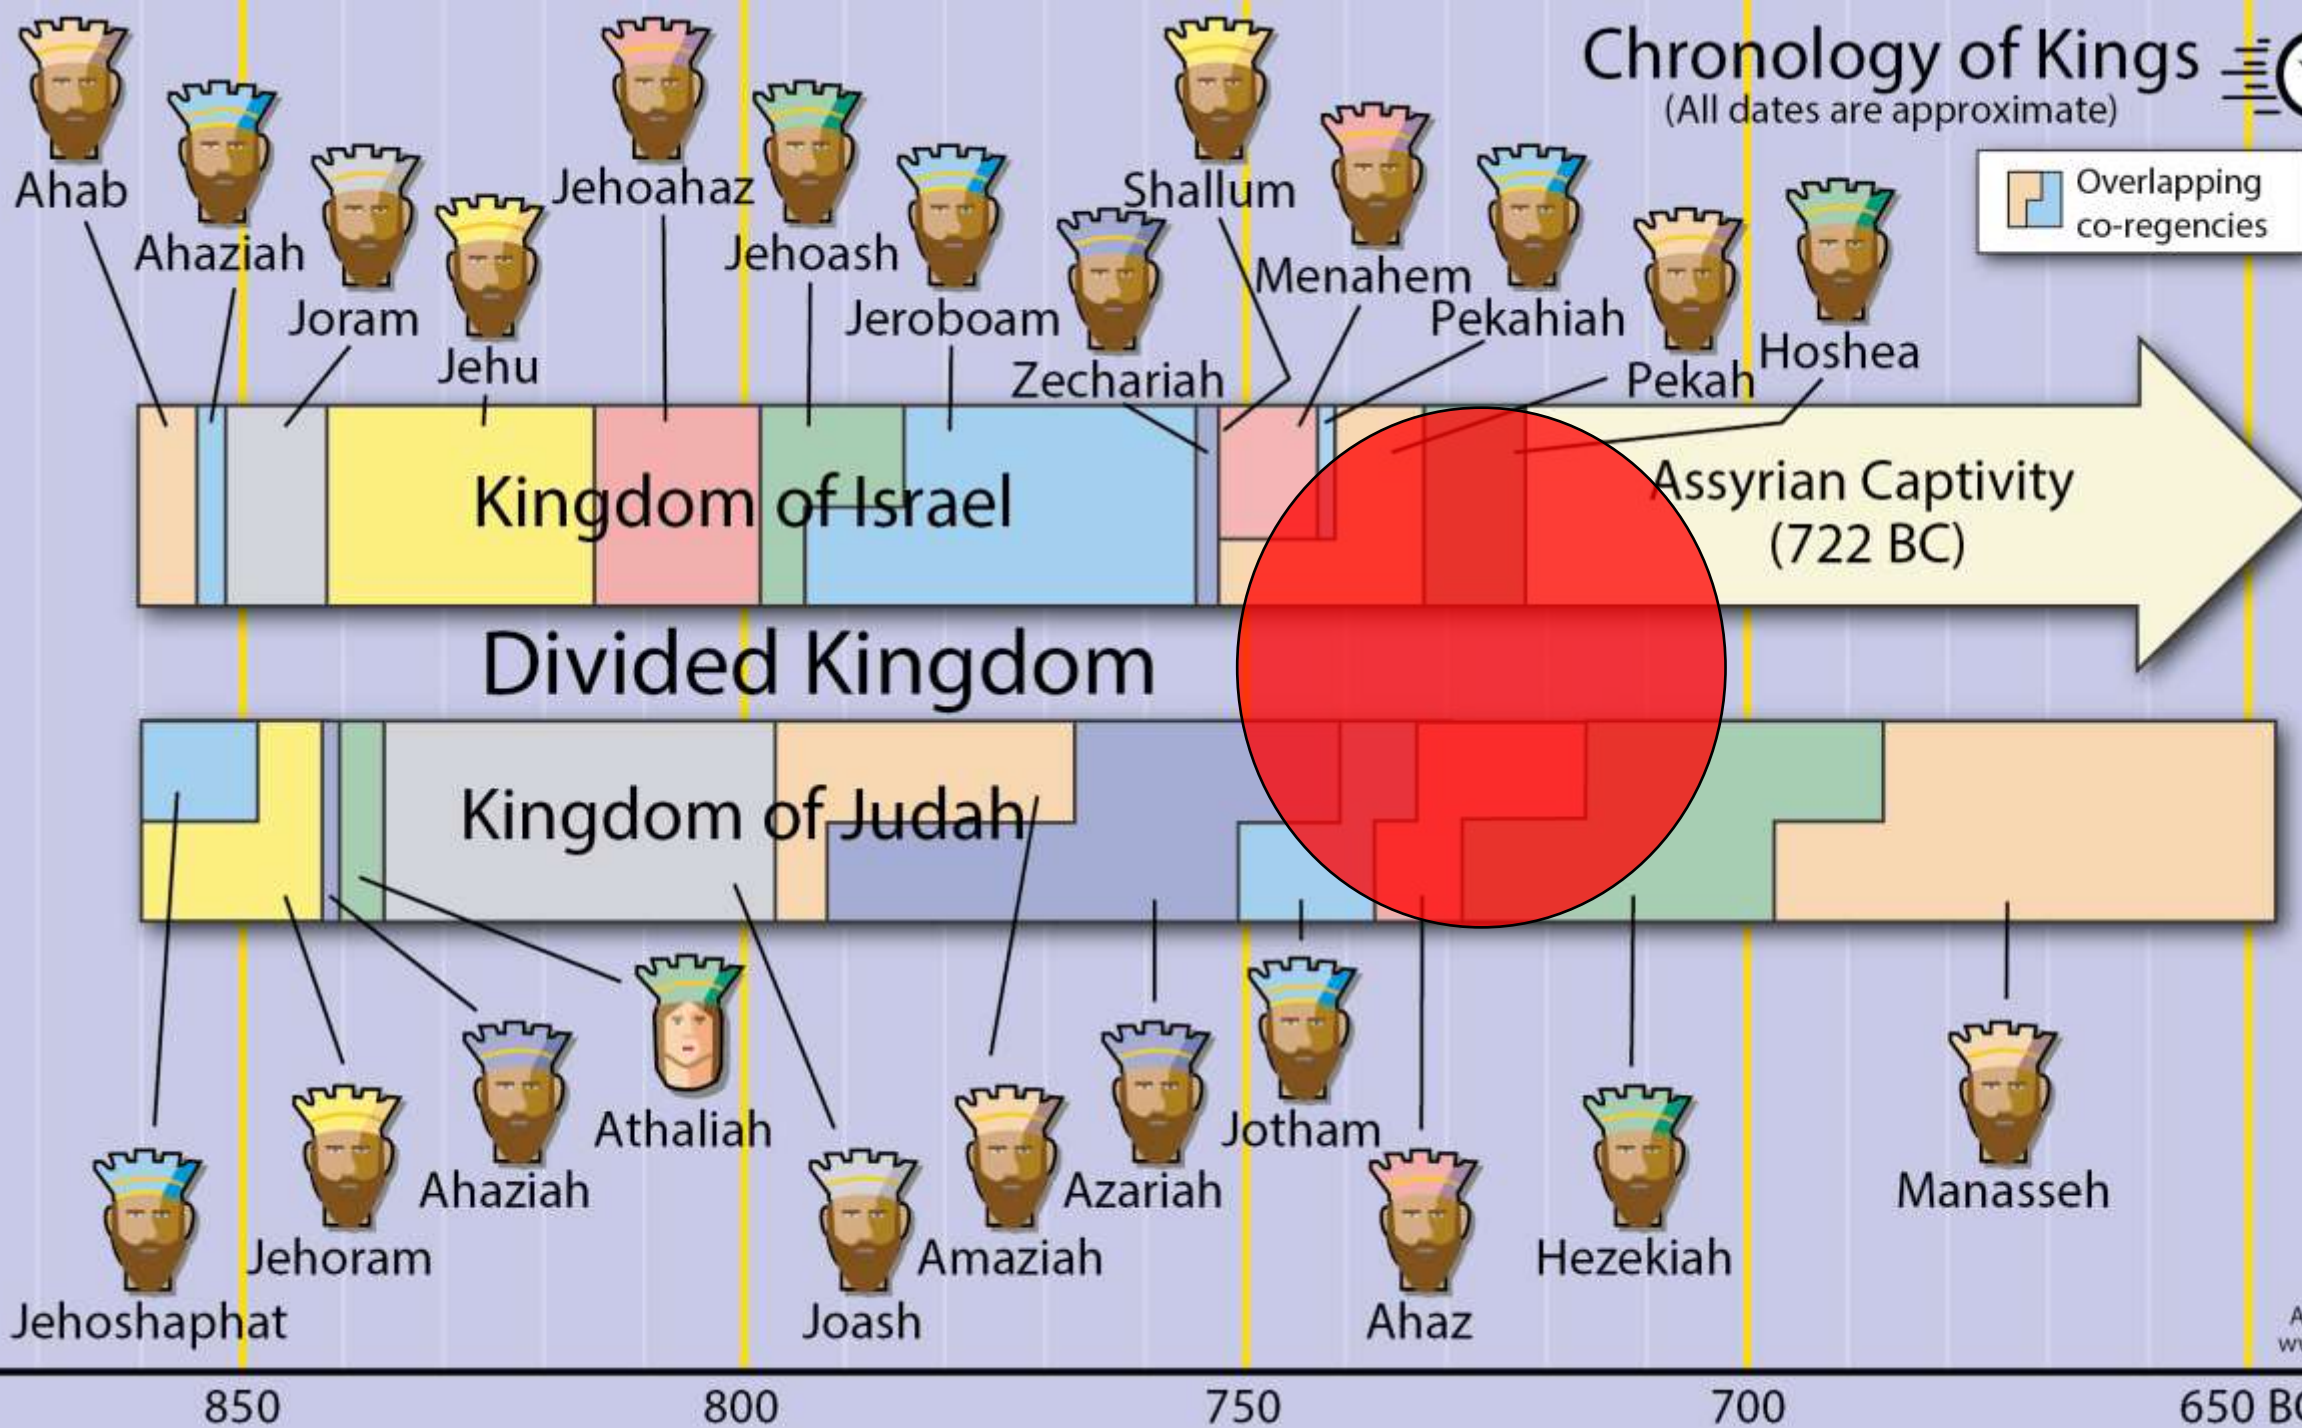 Chronology of Kings
(All dates are approximate)
Overlapping
co-regencies
Ahab
Ahaziah
Joram
Jehu
Jehoahaz
Jehoash
Jeroboam
Zechariah
Shallum
Menahem
Pekahiah
Pekah
Hoshea
Kingdom of Israel
Assyrian Captivity
(722 BC)
Divided Kingdom
Kingdom of Judah
Jehoshaphat
Jehoram
Ahaziah
Athaliah
Joash
Amaziah
Azariah
Jotham
Ahaz
Hezekiah
Manasseh
850 800 750 700 650